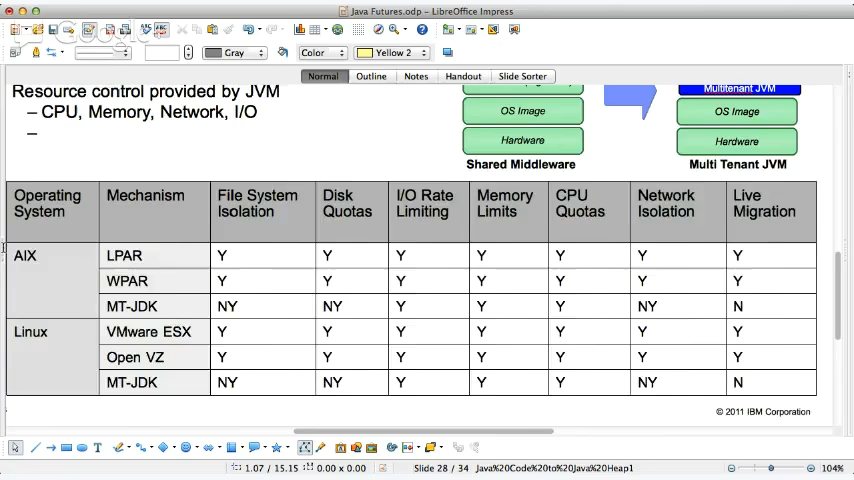 Java Futures.odp - LibreOffice Impress
Google
Gray
Color
Yellow 2
Normal
Outline
Notes
Handout
Slide Sorter
Resource control provided by JVM
– CPU, Memory, Network, I/O
–
OS Image
Hardware
Shared Middleware
Multitenant JVM
OS Image
Hardware
Multi Tenant JVM
Operating System Mechanism File System Isolation Disk Quotas I/O Rate Limiting Memory Limits CPU Quotas Network Isolation Live Migration
AIX LPAR Y Y Y Y Y Y Y
WPAR Y Y Y Y Y Y Y
MT-JDK NY NY Y Y Y NY N
Linux VMware ESX Y Y Y Y Y Y Y
Open VZ Y Y Y Y Y Y Y
MT-JDK NY NY Y Y Y NY N
© 2011 IBM Corporation
1.07 / 15.15 0.00 x 0.00 Slide 28 / 34 Java%20Code%20to%20Java%20Heap1 104%